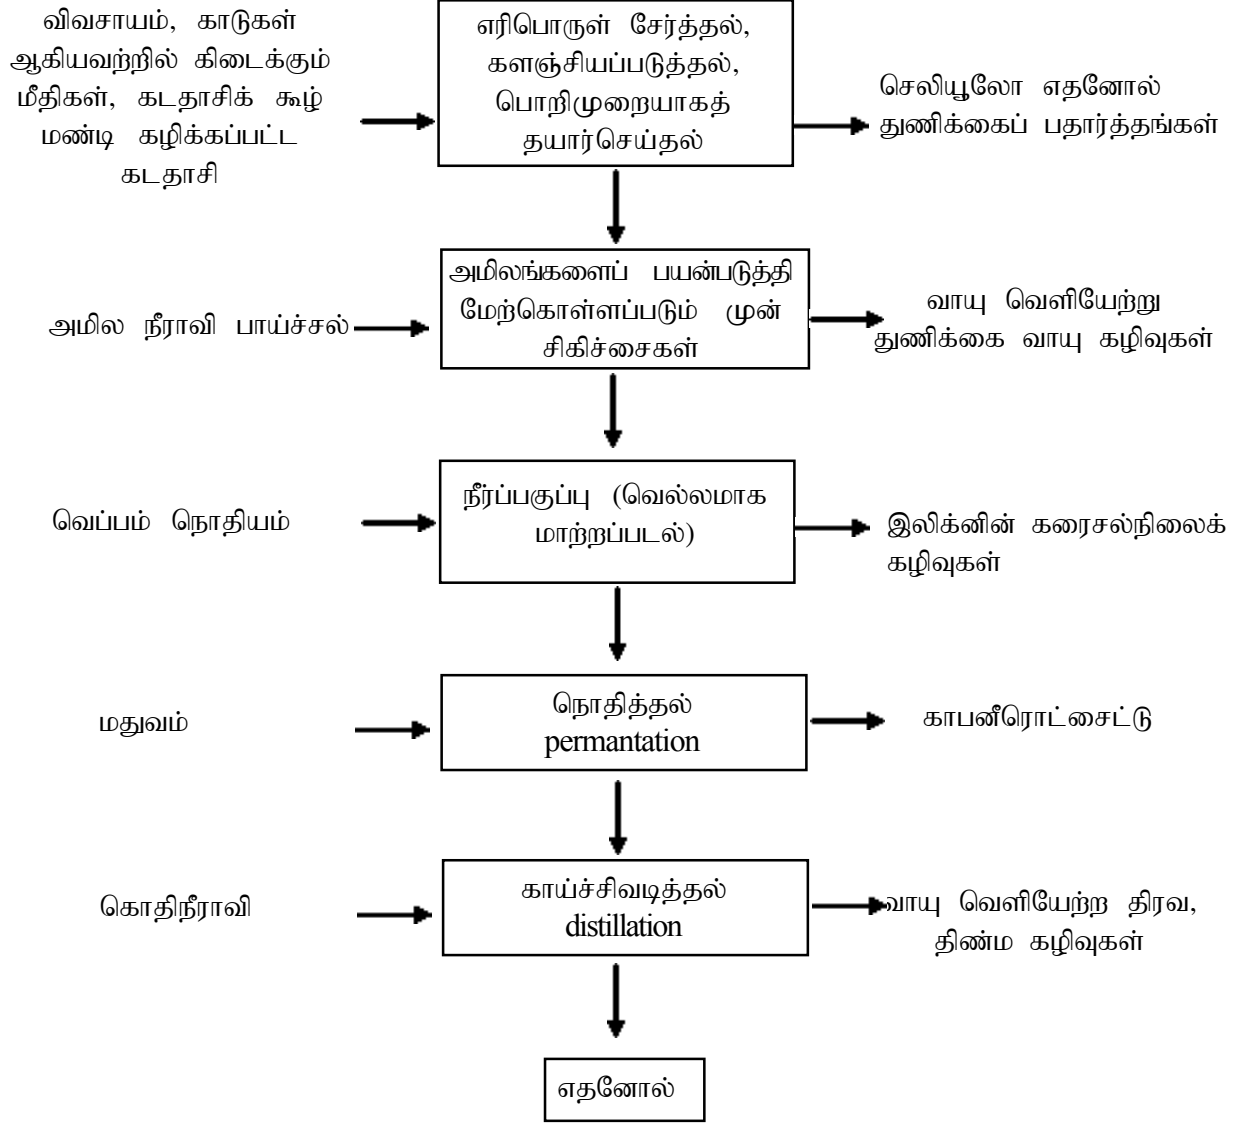 விவசாயம், காடுகள்
ஆகியவற்றில் கிடைக்கும்
மீதிகள், கடதாசிக் கூழ்
மண்டி கழிக்கப்பட்ட
கடதாசி
எரிபொருள் சேர்த்தல்,
களஞ்சியப்படுத்தல்,
பொறிமுறையாகத்
தயார்செய்தல்
செலியூலோ எதனோல்
துணிக்கைப் பதார்த்தங்கள்
அமில நீராவி பாய்ச்சல்
அமிலங்களைப் பயன்படுத்தி
மேற்கொள்ளப்படும் முன்
சிகிச்சைகள்
வாயு வெளியேற்று
துணிக்கை வாயு கழிவுகள்
வெப்பம் நொதியம்
நீர்ப்பகுப்பு (வெல்லமாக
மாற்றப்படல்)
இலிக்னின் கரைசல்நிலைக்
கழிவுகள்
மதுவம்
நொதித்தல்
permantation
காபனீரொட்சைட்டு
கொதிநீராவி
காய்ச்சிவடித்தல்
distillation
வாயு வெளியேற்ற திரவ,
திண்ம கழிவுகள்
எதனோல்